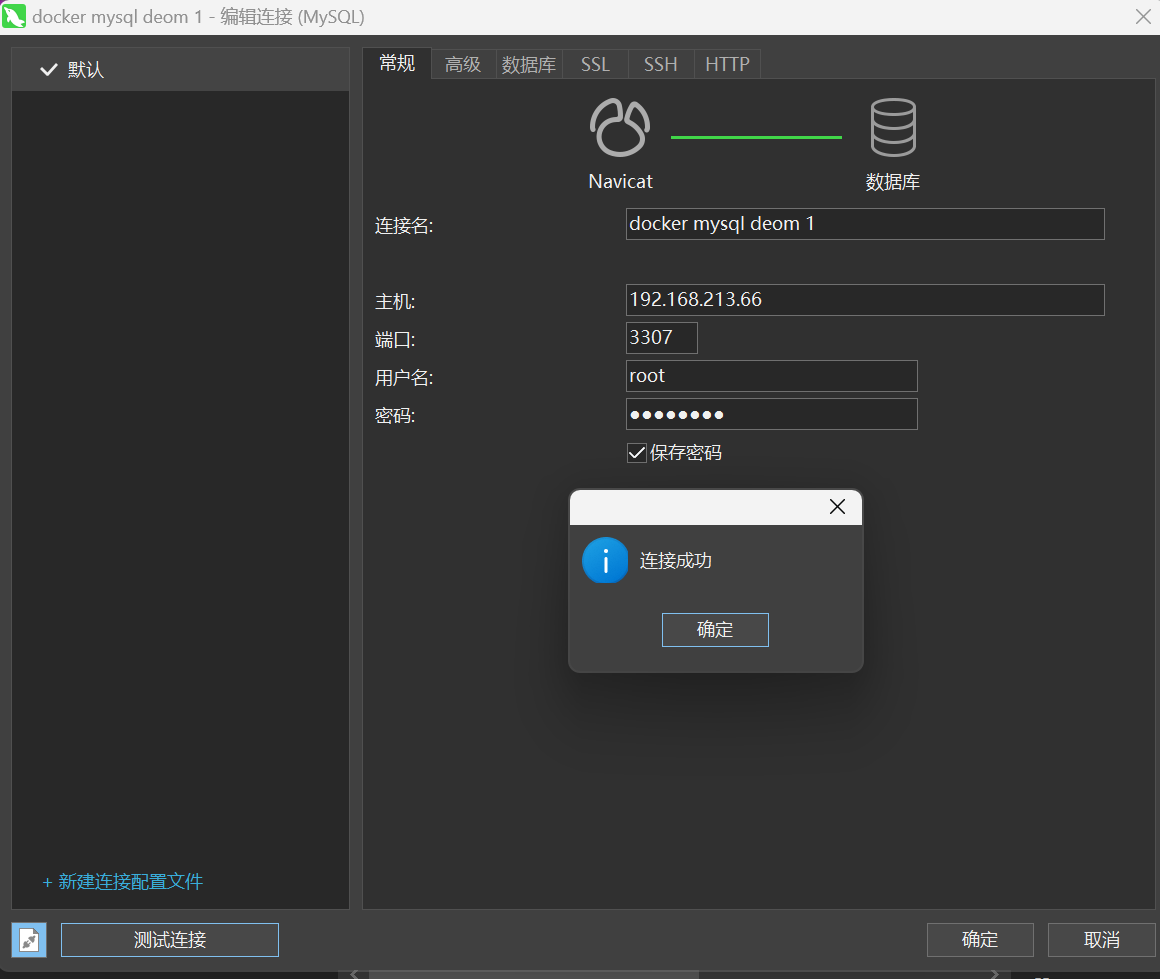 docker mysql deom 1 - 编辑连接 (MySQL)
默认
常规 高级 数据库 SSL SSH HTTP
Navicat 数据库
连接名: docker mysql deom 1
主机: 192.168.213.66
端口: 3307
用户名: root
密码: ●●●●●●●●
保存密码
连接成功
确定
+ 新建连接配置文件
测试连接 确定 取消